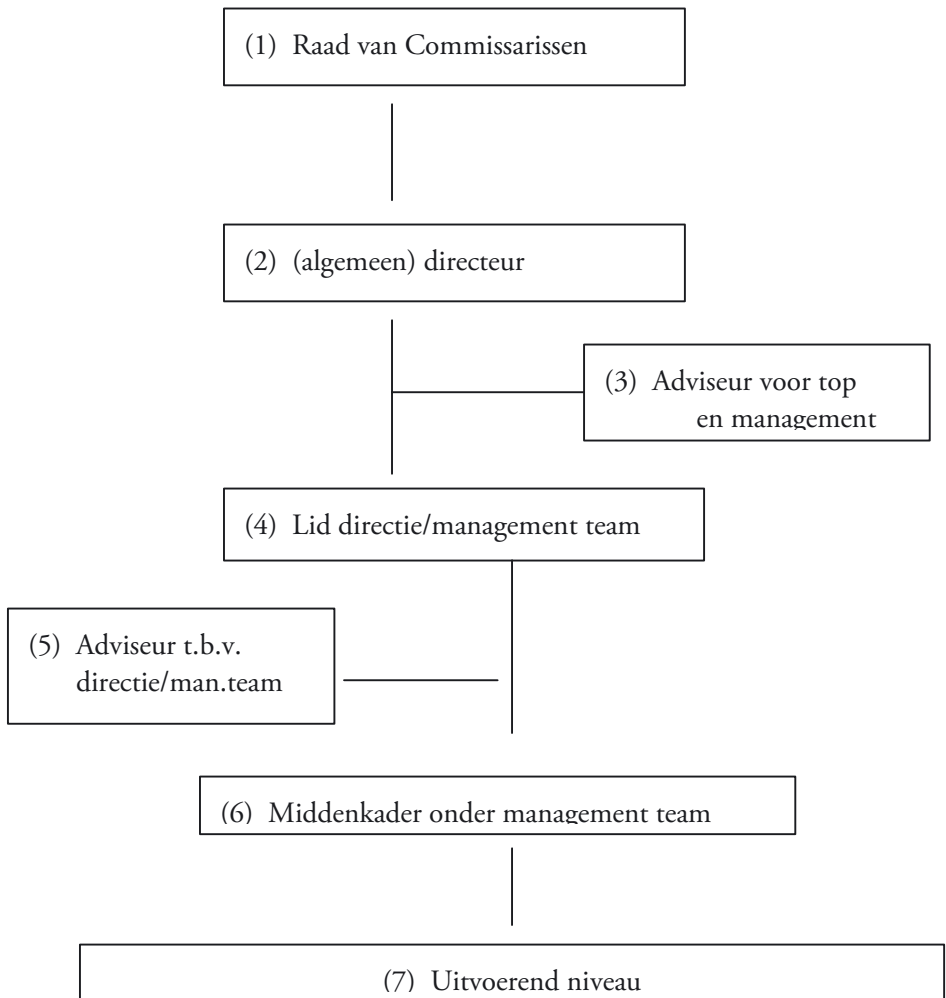 (1) Raad van Commissarissen
(2) (algemeen) directeur
(3) Adviseur voor top
en management
(4) Lid directie/management team
(5) Adviseur t.b.v.
directie/man.team
(6) Middenkader onder management team
(7) Uitvoerend niveau